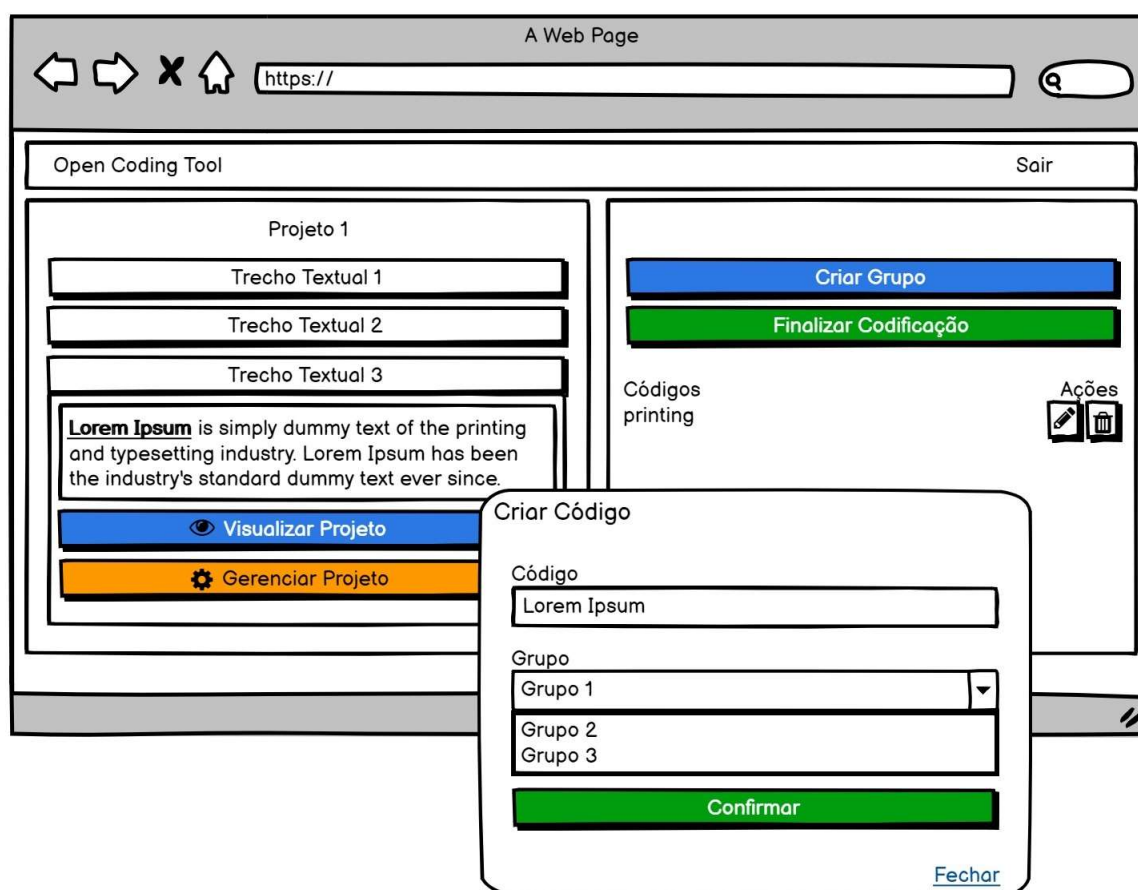 A Web Page
https://
Open Coding Tool
Sair
Projeto 1
Trecho Textual 1
Trecho Textual 2
Trecho Textual 3
Lorem Ipsum is simply dummy text of the printing
and typesetting industry. Lorem Ipsum has been
the industry's standard dummy text ever since.
Visualizar Projeto
Gerenciar Projeto
Criar Grupo
Finalizar Codificação
Códigos
Ações
printing
Criar Código
Código
Lorem Ipsum
Grupo
Grupo 1
Grupo 2
Grupo 3
Confirmar
Fechar